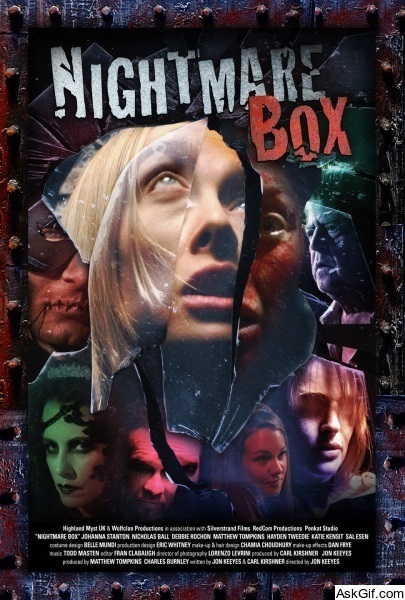 NIGHTMARE
BOX
Highland Myst UK & Wolfclan Productions in association with Silverstrand Films RedCom Productions Penkat Studio
"NIGHTMARE BOX" JOHANNA STANTON NICHOLAS BALL DEBBIE ROCHON MATTHEW TOMPKINS HAYDEN TWEEDIE KATIE KENEST SAL ESEN
costume design BELLE MUNDI production design ERIC WHITNEY make-up & hair design CHAMIA CHOUDHURY make-up effects DAN FRYE
music TODD MASTEN editor FRAN CLABAUGH director of photography LORENZO LEVRINI produced by CARL KIRSHNER JON KEEYES
produced by MATTHEW TOMPKINS CHARLES BURNLEY written by JON KEEYES & CARL KIRSHNER directed by JON KEEYES
AskGif.com